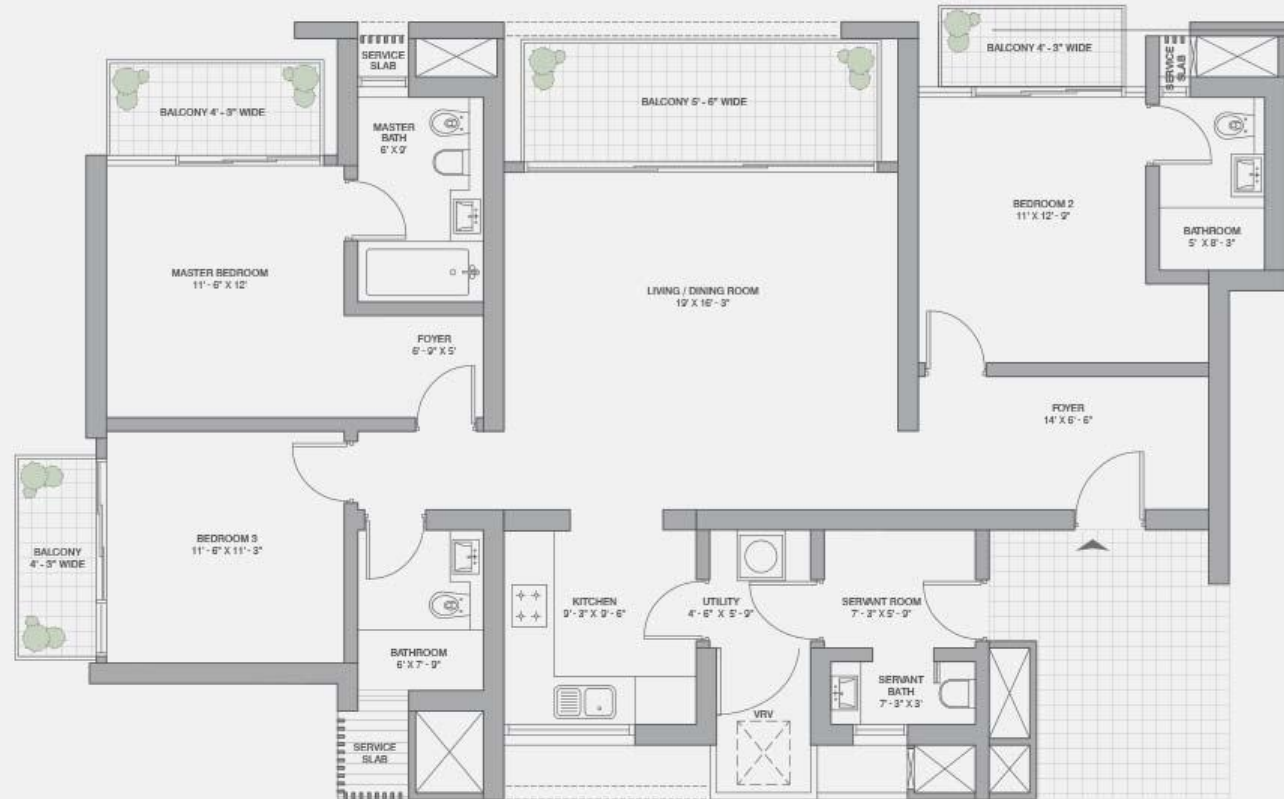 SERVICE
SLAB
BALCONY 4' - 3" WIDE
SERVICE
SLAB
BALCONY 4' - 3" WIDE
BALCONY 5' - 6" WIDE
MASTER
BATH
6' X 9'
BEDROOM 2
11' X 12' - 9"
BATHROOM
5' X 8' - 3"
MASTER BEDROOM
11' - 6" X 12'
LIVING / DINING ROOM
19' X 16' - 3"
FOYER
6' - 9" X 5'
FOYER
14' X 6' - 6"
BEDROOM 3
11' - 6" X 11' - 3"
BALCONY
4' - 3" WIDE
KITCHEN
9' - 3" X 9' - 6"
UTILITY
4' - 6" X 5' - 9"
SERVANT ROOM
7' - 3" X 5' - 9"
BATHROOM
6' X 7' - 9"
SERVANT
BATH
7' - 3" X 3'
VRV
SERVICE
SLAB